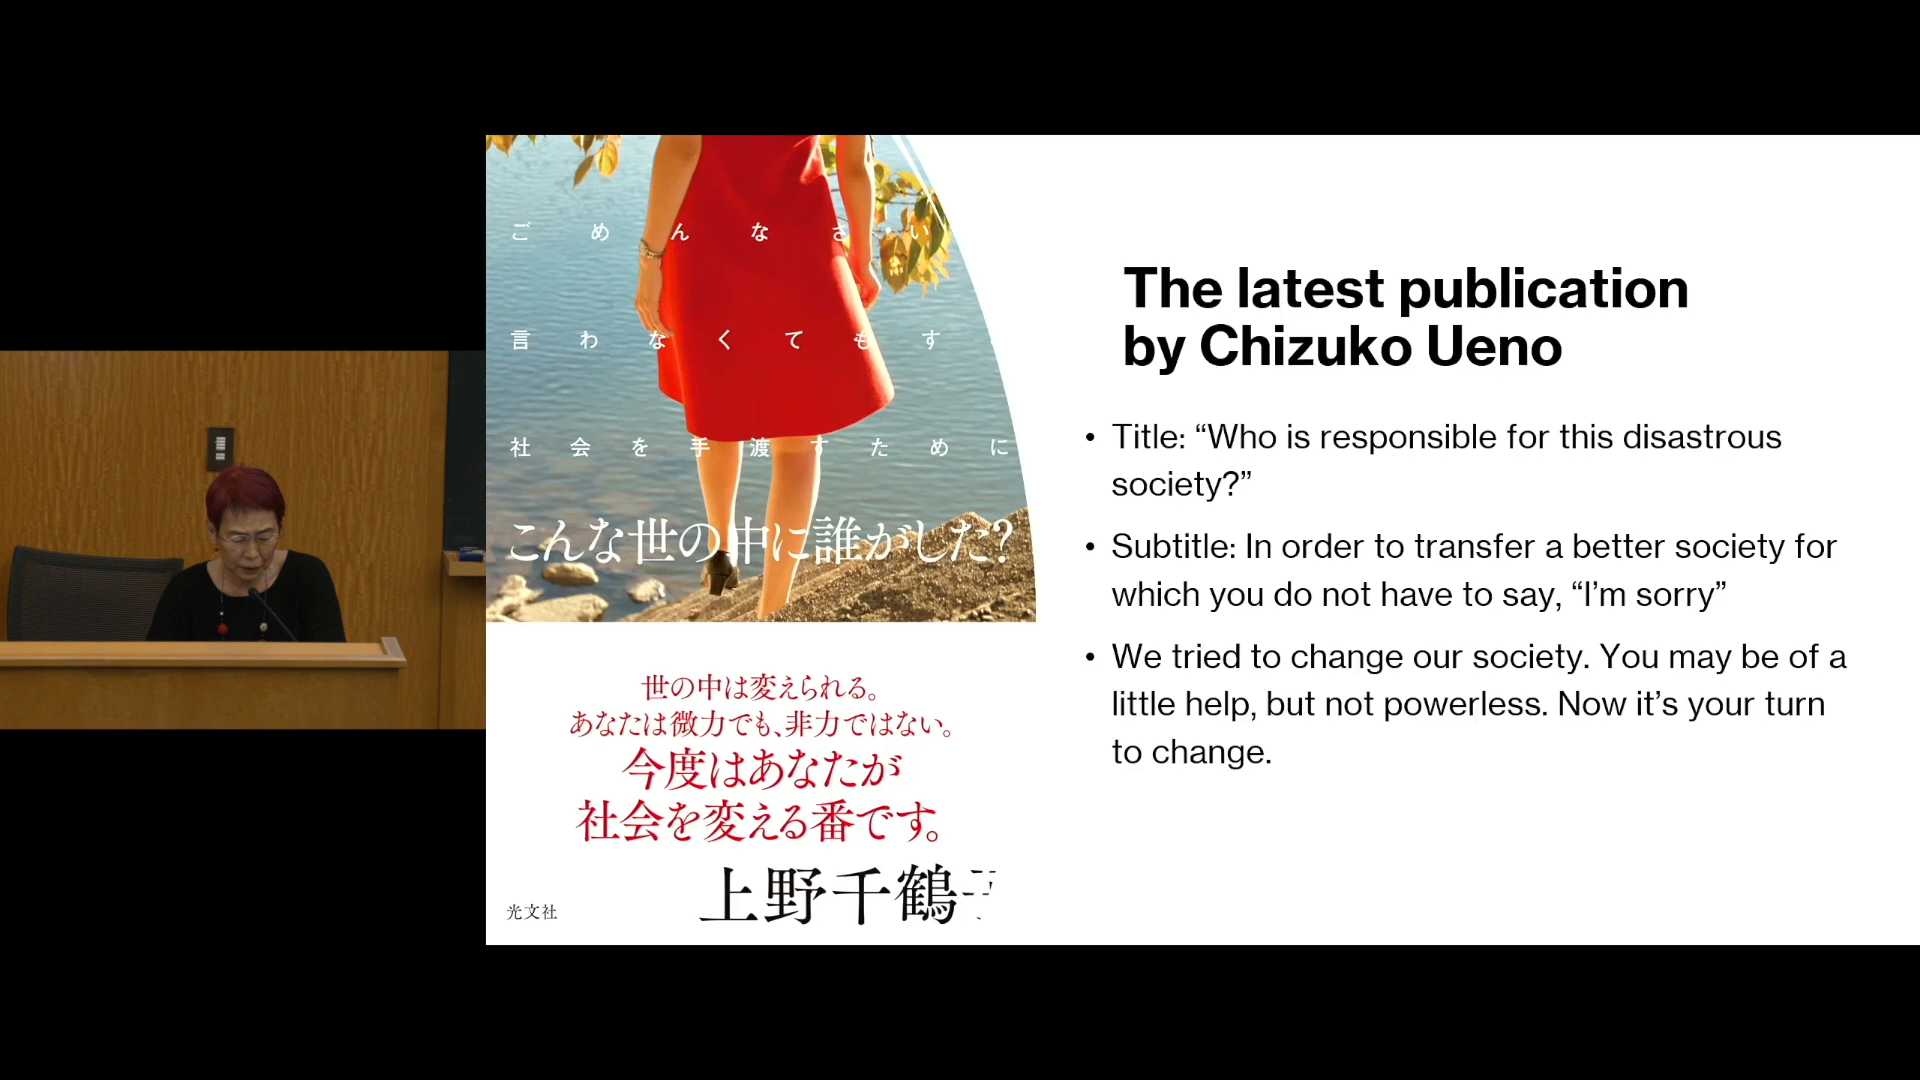 ごめんなさい
言わなくてもす
社会を手渡すために
こんな世の中に誰がした?
世の中は変えられる。
あなたは微力でも、非力ではない。
今度はあなたが
社会を変える番です。
上野千鶴
光文社
The latest publication
by Chizuko Ueno
• Title: “Who is responsible for this disastrous
society?”
• Subtitle: In order to transfer a better society for
which you do not have to say, “I’m sorry”
• We tried to change our society. You may be of a
little help, but not powerless. Now it’s your turn
to change.